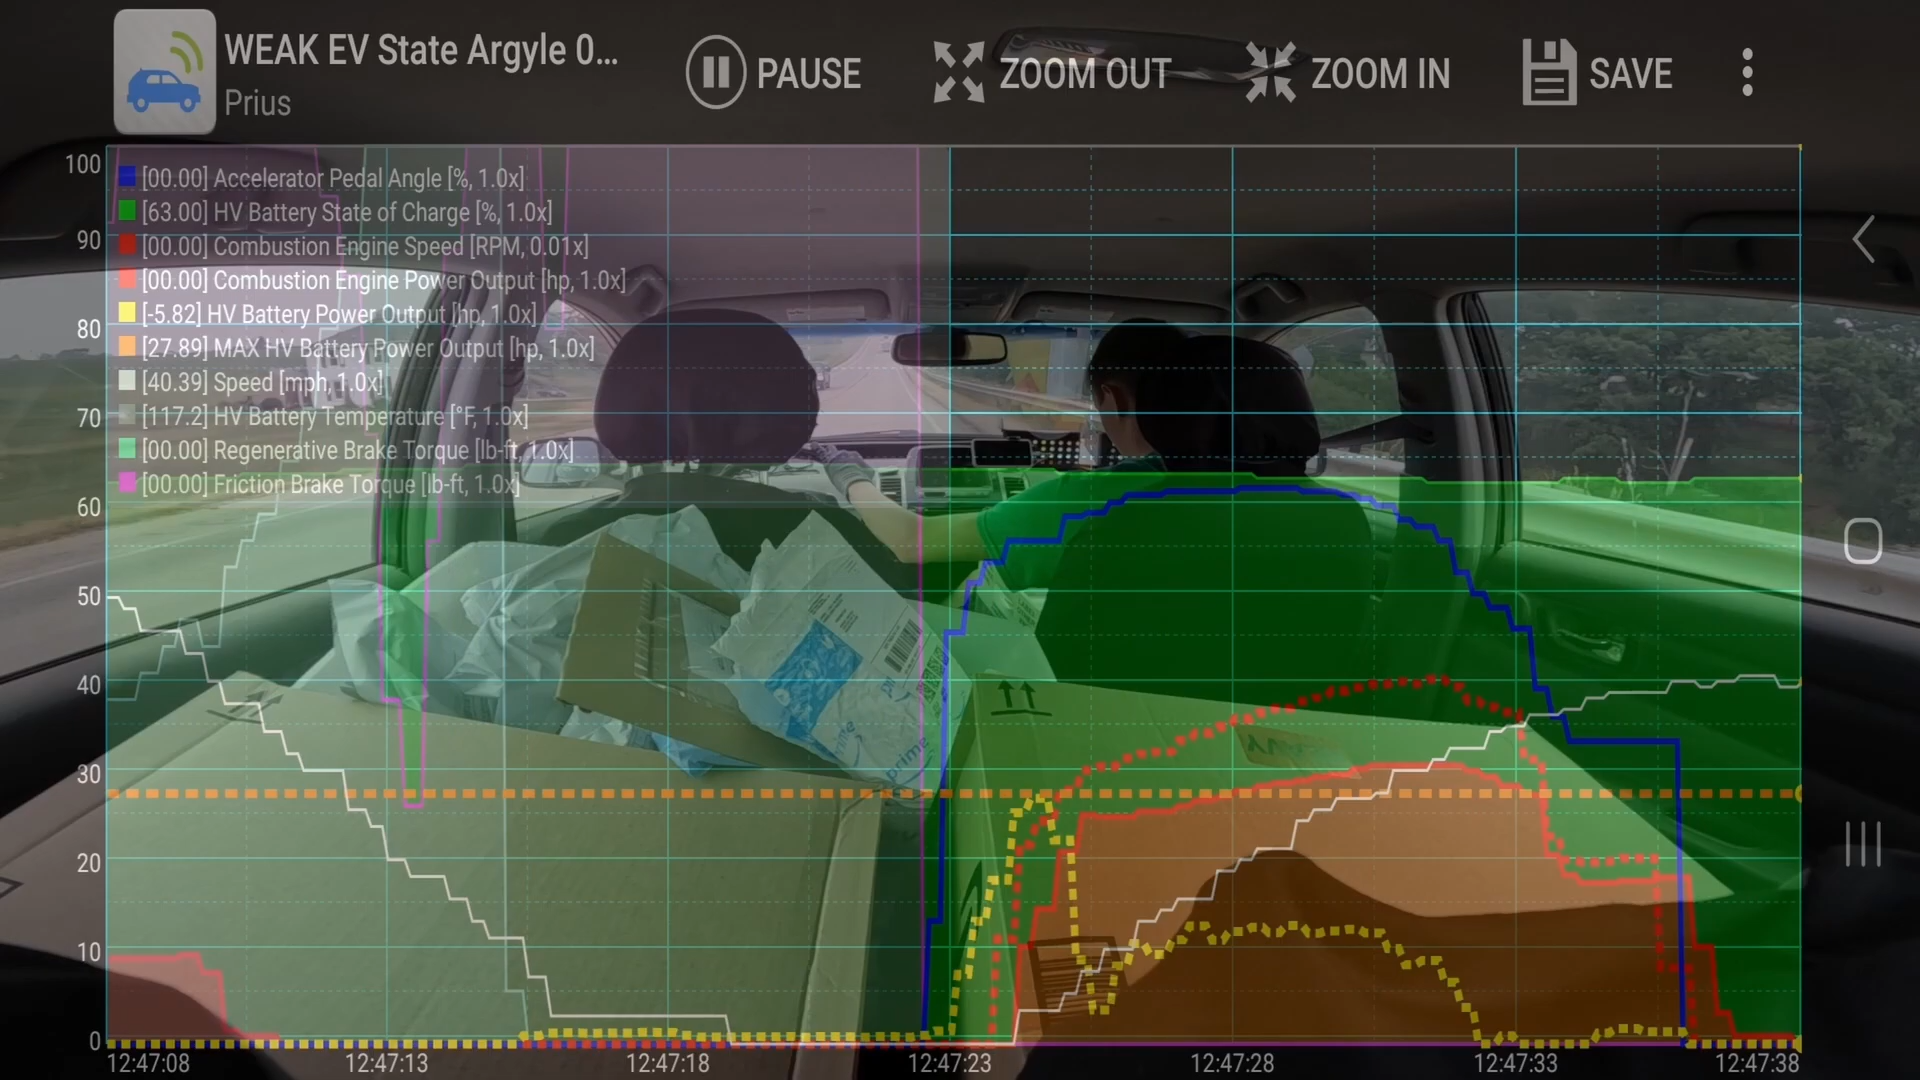 WEAK EV State Argyle 0...
Prius
PAUSE
ZOOM OUT
ZOOM IN
SAVE
100
90
80
70
60
50
40
30
20
10
0
[00.00] Accelerator Pedal Angle [%, 1.0x]
[63.00] HV Battery State of Charge [%, 1.0x]
[00.00] Combustion Engine Speed [RPM, 0.01x]
[00.00] Combustion Engine Power Output [hp, 1.0x]
[-5.82] HV Battery Power Output [hp, 1.0x]
[27.89] MAX HV Battery Power Output [hp, 1.0x]
[40.39] Speed [mph, 1.0x]
[117.2] HV Battery Temperature [°F, 1.0x]
[00.00] Regenerative Brake Torque [lb-ft, 1.0x]
[00.00] Friction Brake Torque [lb-ft, 1.0x]
prime
prime
12:47:08
12:47:13
12:47:18
12:47:23
12:47:28
12:47:33
12:47:38